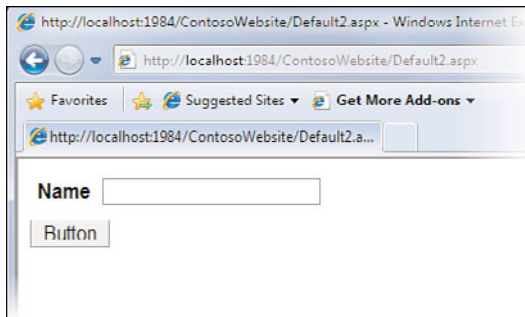 http://localhost:1984/ContosoWebsite/Default2.aspx - Windows Internet Ex
http://localhost:1984/ContosoWebsite/Default2.aspx
Favorites Suggested Sites ▾ Get More Add-ons ▾
http://localhost:1984/ContosoWebsite/Default2.a...
Name
Button